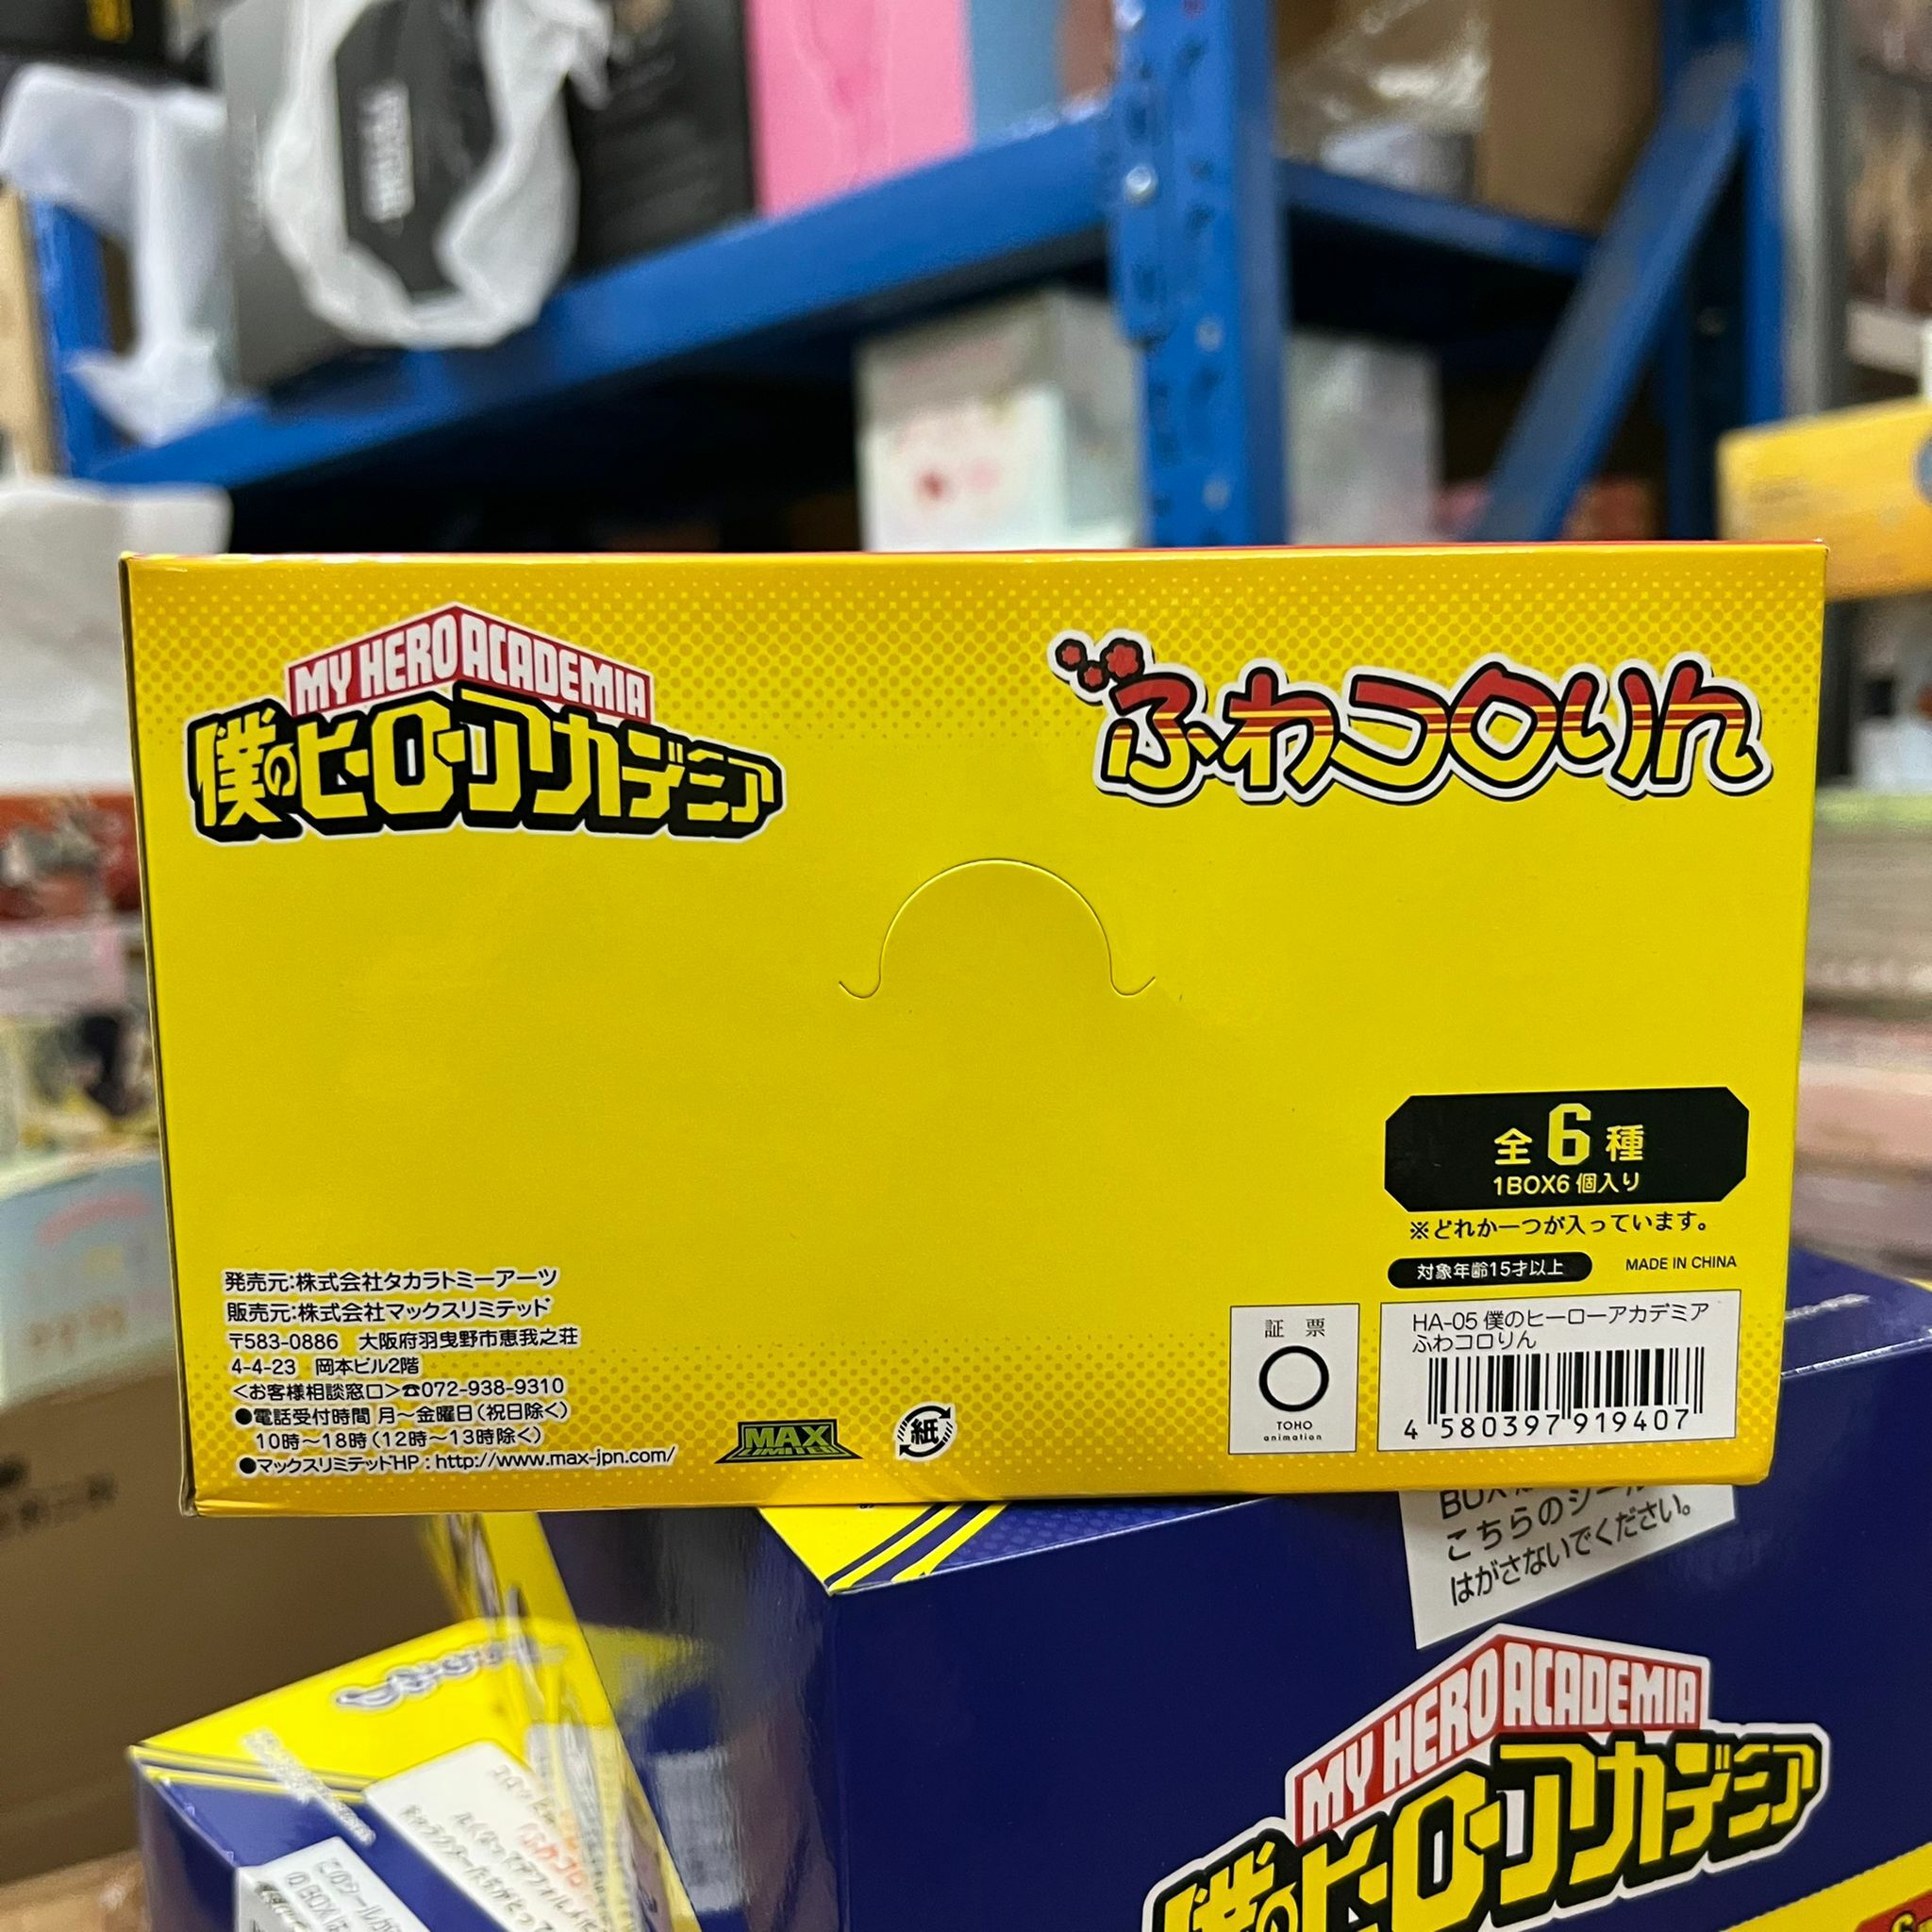 MY HERO ACADEMIA
僕のヒーローアカデミア
ふわコロりん
全6種
1BOX6個入り
※どれか一つが入っています。
対象年齢15才以上
MADE IN CHINA
発売元:株式会社タカラトミーアーツ
販売元:株式会社マックスリミテッド
〒583-0886 大阪府羽曳野市恵我之荘
4-4-23 岡本ビル2階
<お客様相談窓口>☎072-938-9310
●電話受付時間 月~金曜日(祝日除く)
10時~18時(12時~13時除く)
●マックスリミテッドHP:http://www.max-jpn.com/
MAX
LIMITED
紙
証票
TOHO
animation
HA-05 僕のヒーローアカデミア
ふわコロりん
4 580397 919407
こちらのシール
はがさないでください。
MY HERO ACADEMIA
僕のヒーローアカデミア